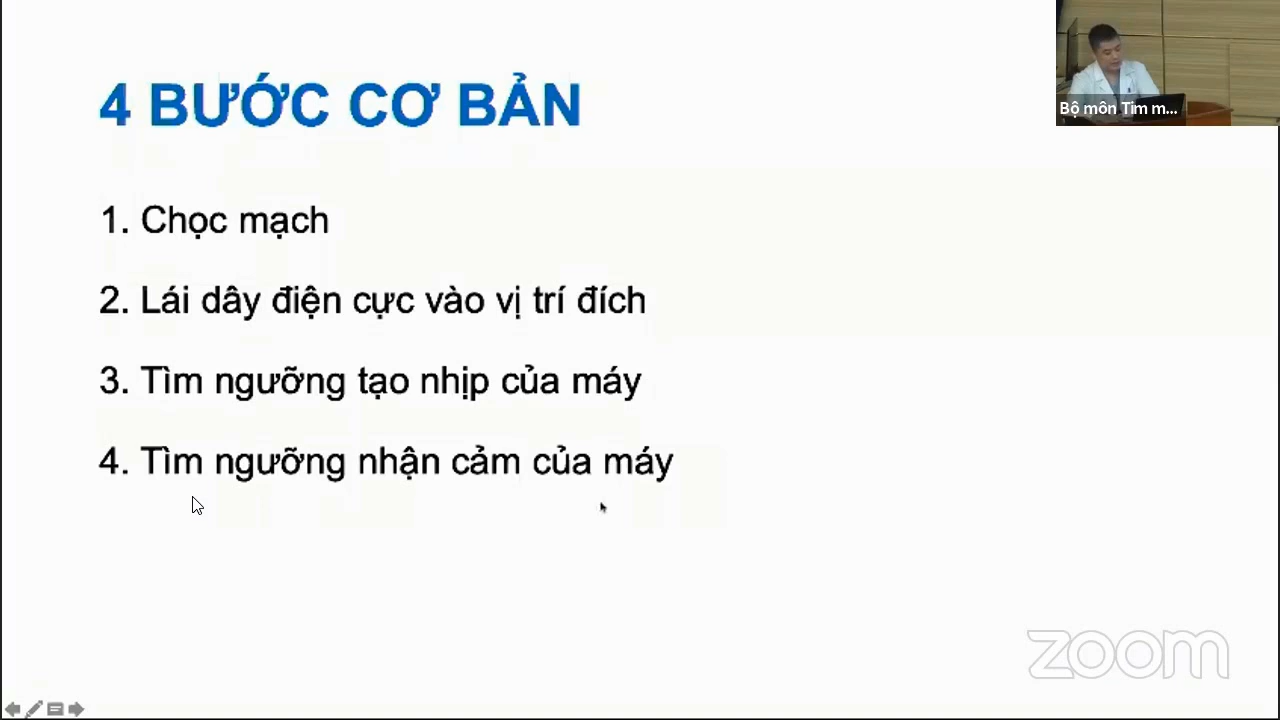 4 BƯỚC CƠ BẢN
Bộ môn Tim m...
1. Chọc mạch
2. Lái dây điện cực vào vị trí đích
3. Tìm ngưỡng tạo nhịp của máy
4. Tìm ngưỡng nhận cảm của máy
zoom